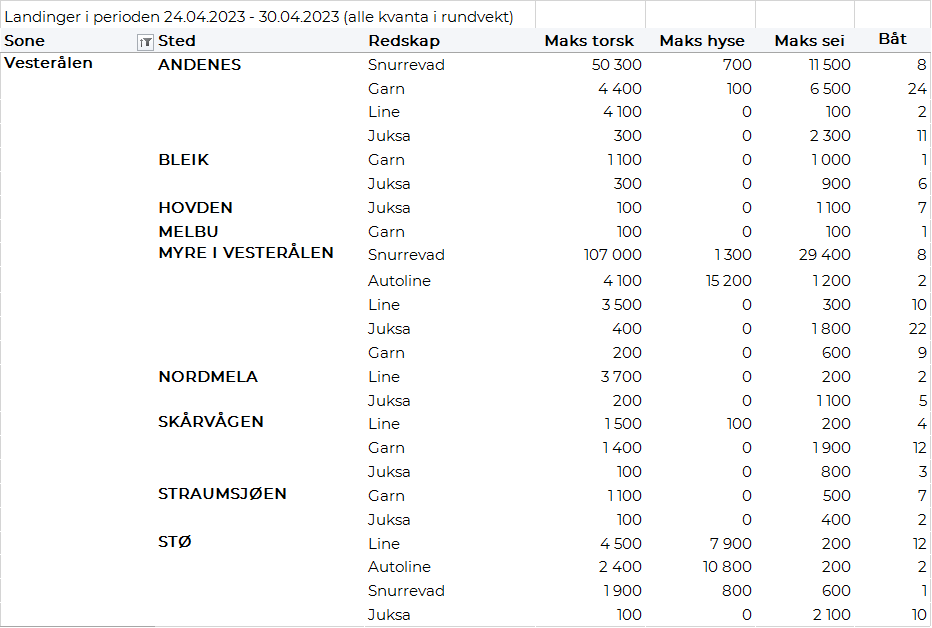 Landinger i perioden 24.04.2023 - 30.04.2023 (alle kvanta i rundvekt)
Sone Sted Redskap Maks torsk Maks hyse Maks sei Båt
Vesterålen ANDENES Snurrevad 50 300 700 11 500 8
Garn 4 400 100 6 500 24
Line 4 100 0 100 2
Juksa 300 0 2 300 11
BLEIK Garn 1 100 0 1 000 1
Juksa 300 0 900 6
HOVDEN Juksa 100 0 1 100 7
MELBU Garn 100 0 100 1
MYRE I VESTERÅLEN Snurrevad 107 000 1 300 29 400 8
Autoline 4 100 15 200 1 200 2
Line 3 500 0 300 10
Juksa 400 0 1 800 22
Garn 200 0 600 9
NORDMELA Line 3 700 0 200 2
Juksa 200 0 1 100 5
SKÅRVÅGEN Line 1 500 100 200 4
Garn 1 400 0 1 900 12
Juksa 100 0 800 3
STRAUMSJØEN Garn 1 100 0 500 7
Juksa 100 0 400 2
STØ Line 4 500 7 900 200 12
Autoline 2 400 10 800 200 2
Snurrevad 1 900 800 600 1
Juksa 100 0 2 100 10